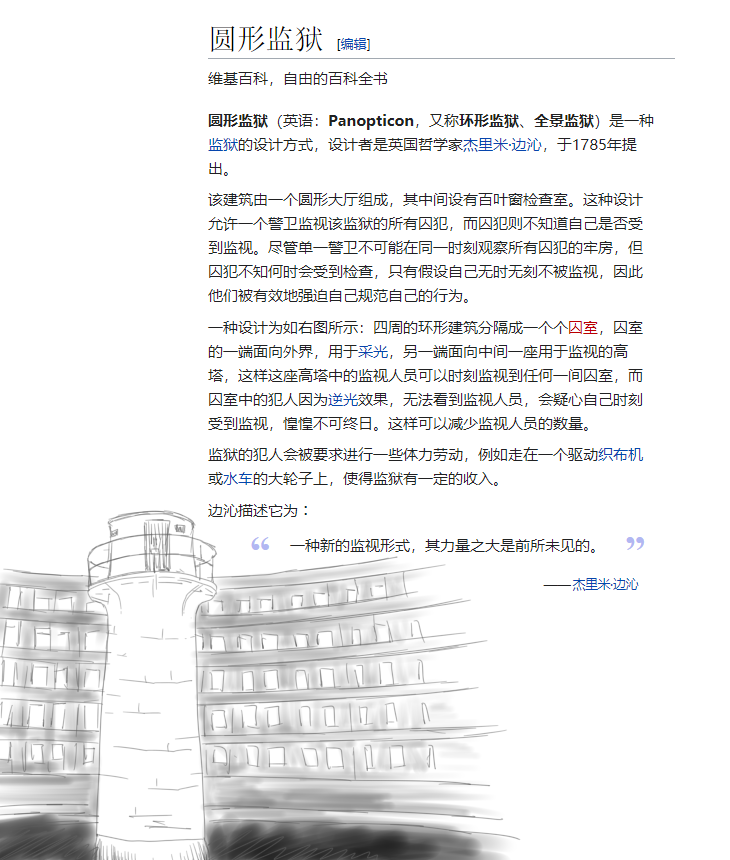 圆形监狱 [编辑]
维基百科，自由的百科全书
圆形监狱（英语：Panopticon，又称环形监狱、全景监狱）是一种
监狱的设计方式，设计者是英国哲学家杰里米·边沁，于1785年提
出。
该建筑由一个圆形大厅组成，其中间设有百叶窗检查室。这种设计
允许一个警卫监视该监狱的所有囚犯，而囚犯则不知道自己是否受
到监视。尽管单一警卫不可能在同一时刻观察所有囚犯的牢房，但
囚犯不知何时会受到检查，只有假设自己无时无刻不被监视，因此
他们被有效地强迫自己规范自己的行为。
一种设计为如右图所示：四周的环形建筑分隔成一个个囚室，囚室
的一端面向外界，用于采光，另一端面向中间一座用于监视的高
塔，这样这座高塔中的监视人员可以时刻监视到任何一间囚室，而
囚室中的犯人因为逆光效果，无法看到监视人员，会疑心自己时刻
受到监视，惶惶不可终日。这样可以减少监视人员的数量。
监狱的犯人会被要求进行一些体力劳动，例如走在一个驱动织布机
或水车的大轮子上，使得监狱有一定的收入。
边沁描述它为：
“ 一种新的监视形式，其力量之大是前所未见的。 ”
——杰里米·边沁